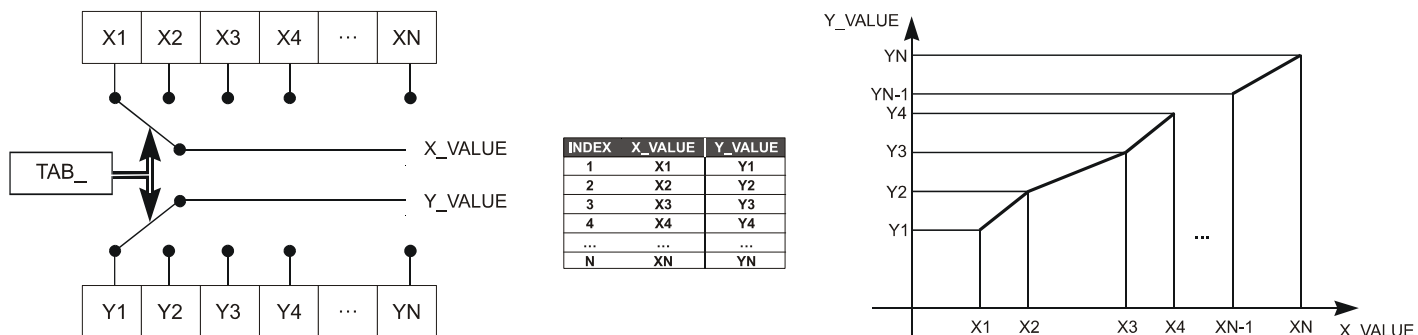 X1 X2 X3 X4 ... XN
X_VALUE
TAB_
Y_VALUE
Y1 Y2 Y3 Y4 ... YN
INDEX X_VALUE Y_VALUE
1 X1 Y1
2 X2 Y2
3 X3 Y3
4 X4 Y4
... ... ...
N XN YN
Y_VALUE
YN
YN-1
Y4
Y3
Y2
Y1
...
X1 X2 X3 X4 XN-1 XN X_VALUE